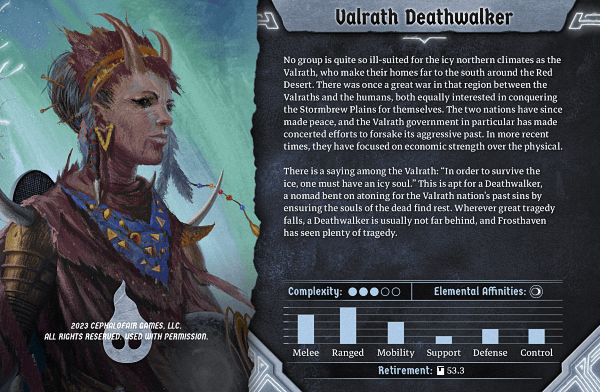 Valrath Deathwalker
No group is quite so ill-suited for the icy northern climates as the
Valrath, who make their homes far to the south around the Red
Desert. There was once a great war in that region between the
Valraths and the humans, both equally interested in conquering
the Stormbrew Plains for themselves. The two nations have since
made peace, and the Valrath government in particular has made
concerted efforts to forsake its aggressive past. In more recent
times, they have focused on economic strength over the physical.
There is a saying among the Valrath: “In order to survive the
ice, one must have an icy soul.” This is apt for a Deathwalker,
a nomad bent on atoning for the Valrath nation’s past sins by
ensuring the souls of the dead find rest. Wherever great tragedy
falls, a Deathwalker is usually not far behind, and Frosthaven
has seen plenty of tragedy.
Complexity:
Elemental Affinities:
Melee Ranged Mobility Support Defense Control
Retirement: 53.3
2023 CEPHALOFAIR GAMES, LLC.
ALL RIGHTS RESERVED. USED WITH PERMISSION.